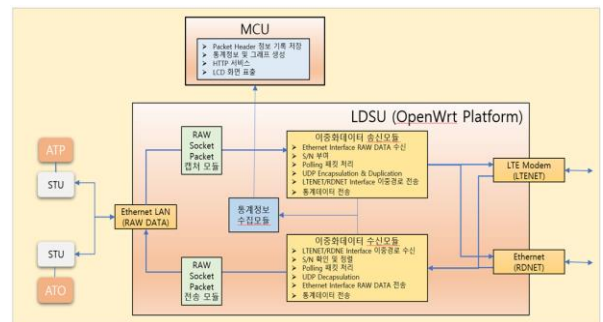 MCU
➤ Packet Header 정보 기록 저장
➤ 통계정보 및 그래프 생성
➤ HTTP 서비스
➤ LCD 화면 표출
LDSU (OpenWrt Platform)
ATP
STU
STU
ATO
Ethernet LAN
(RAW DATA)
RAW
Socket
Packet
캡처 모듈
통계정보
수집모듈
RAW
Socket
Packet
전송 모듈
이중화데이터 송신모듈
➤ Ethernet Interface RAW DATA 수신
➤ S/N 부여
➤ Polling 패킷 처리
➤ UDP Encapsulation & Duplication
➤ LTENET/RDNET Interface 이중경로 전송
➤ 통계데이터 전송
이중화데이터 수신모듈
➤ LTENET/RDNE Interface 이중경로 수신
➤ S/N 확인 및 정렬
➤ Polling 패킷 처리
➤ UDP Decapsulation
➤ Ethernet Interface RAW DATA 전송
➤ 통계데이터 전송
LTE Modem
(LTENET)
Ethernet
(RDNET)